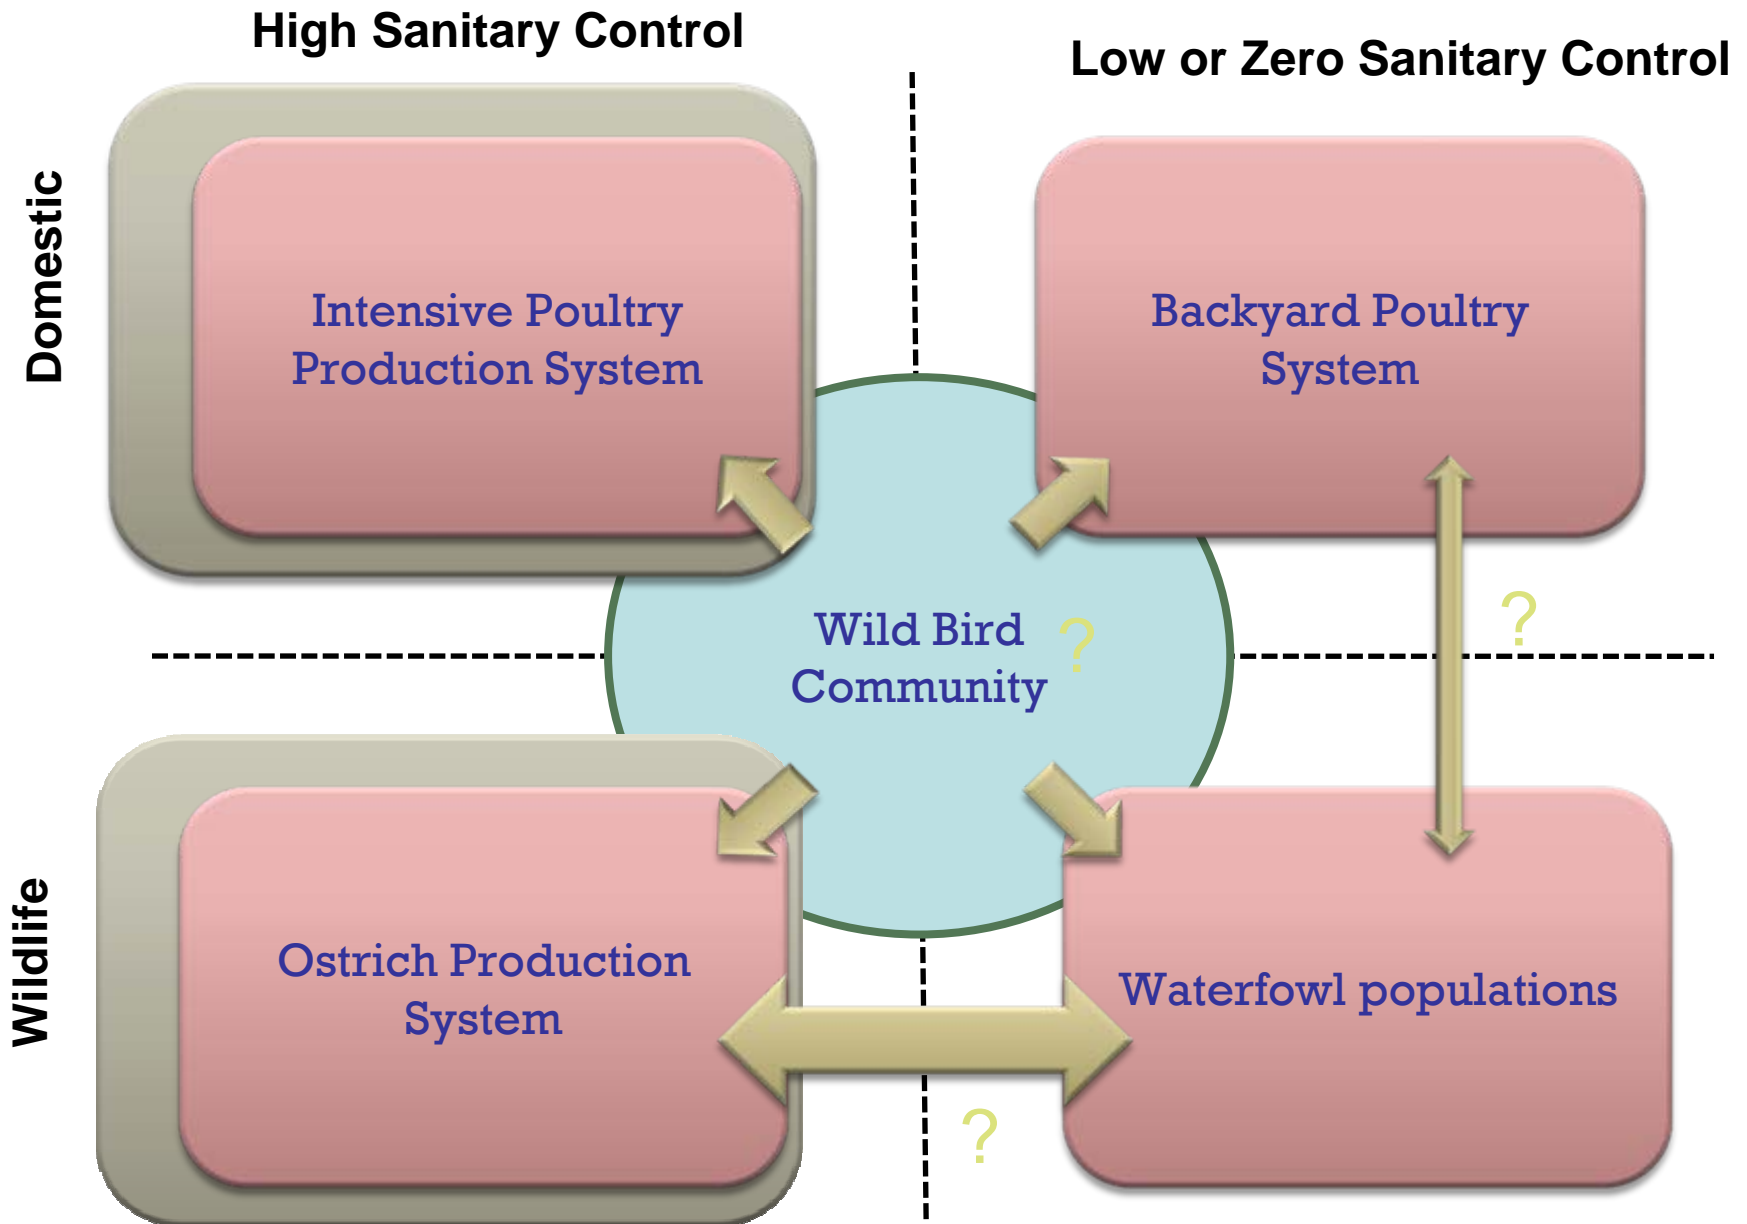 High Sanitary Control
Low or Zero Sanitary Control
Domestic
Intensive Poultry
Production System
Backyard Poultry
System
?
Wild Bird
Community
?
Wildlife
Ostrich Production
System
Waterfowl populations
?